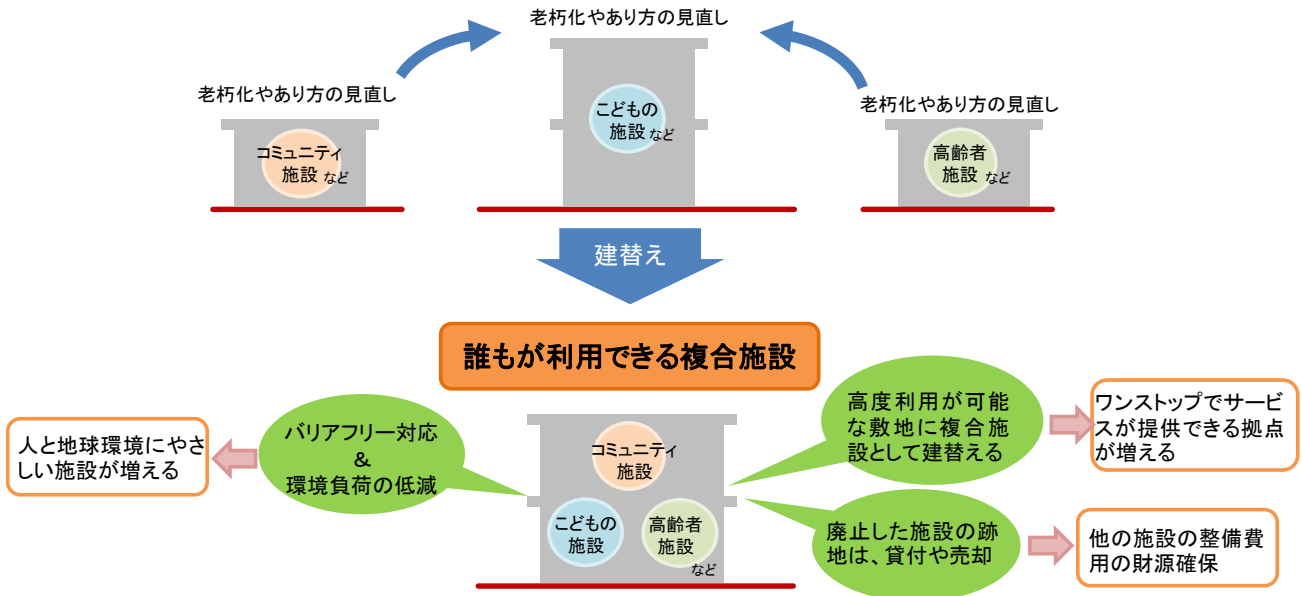 老朽化やあり方の見直し
老朽化やあり方の見直し
老朽化やあり方の見直し
コミュニティ
施設 など
こどもの
施設 など
高齢者
施設 など
建替え
誰もが利用できる複合施設
人と地球環境にやさ
しい施設が増える
バリアフリー対応
&
環境負荷の低減
コミュニティ
施設
こどもの
施設
高齢者
施設
など
高度利用が可能
な敷地に複合施
設として建替える
ワンストップでサービ
スが提供できる拠点
が増える
廃止した施設の跡
地は、貸付や売却
他の施設の整備費
用の財源確保